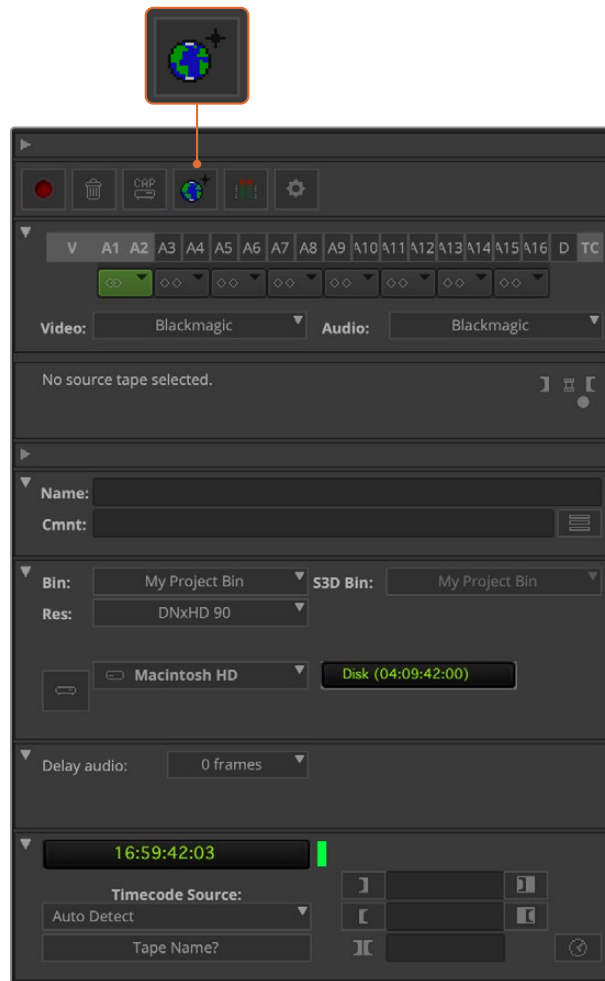 CAP
V A1 A2 A3 A4 A5 A6 A7 A8 A9 A10 A11 A12 A13 A14 A15 A16 D TC
Video: Blackmagic Audio: Blackmagic
No source tape selected.
Name:
Cmnt:
Bin: My Project Bin S3D Bin: My Project Bin
Res: DNxHD 90
Macintosh HD Disk (04:09:42:00)
Delay audio: 0 frames
16:59:42:03
Timecode Source:
Auto Detect
Tape Name?